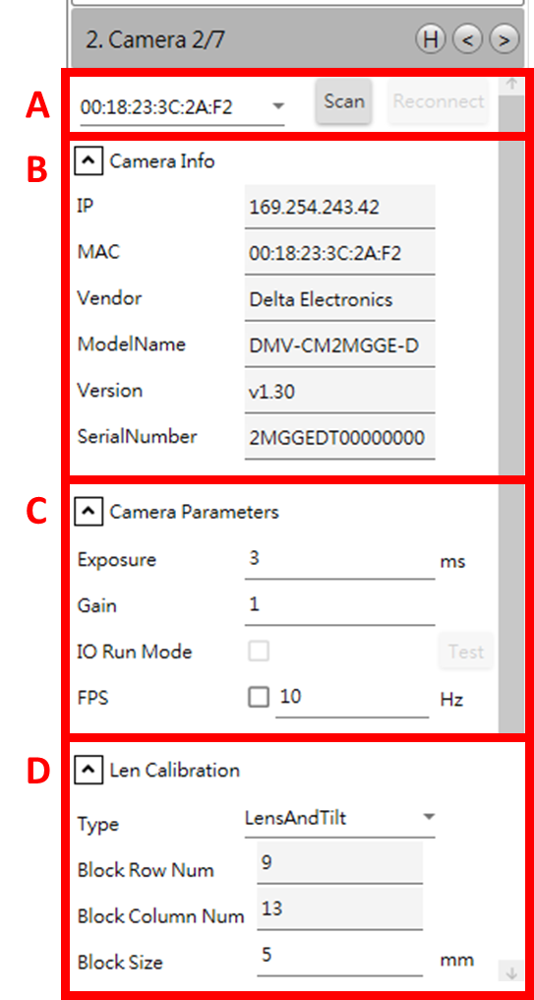 2. Camera 2/7 H < >
A 00:18:23:3C:2A:F2 Scan Reconnect
B Camera Info
IP 169.254.243.42
MAC 00:18:23:3C:2A:F2
Vendor Delta Electronics
ModelName DMV-CM2MGGE-D
Version v1.30
SerialNumber 2MGGEDT00000000
C Camera Parameters
Exposure 3 ms
Gain 1
IO Run Mode Test
FPS 10 Hz
D Len Calibration
Type LensAndTilt
Block Row Num 9
Block Column Num 13
Block Size 5 mm